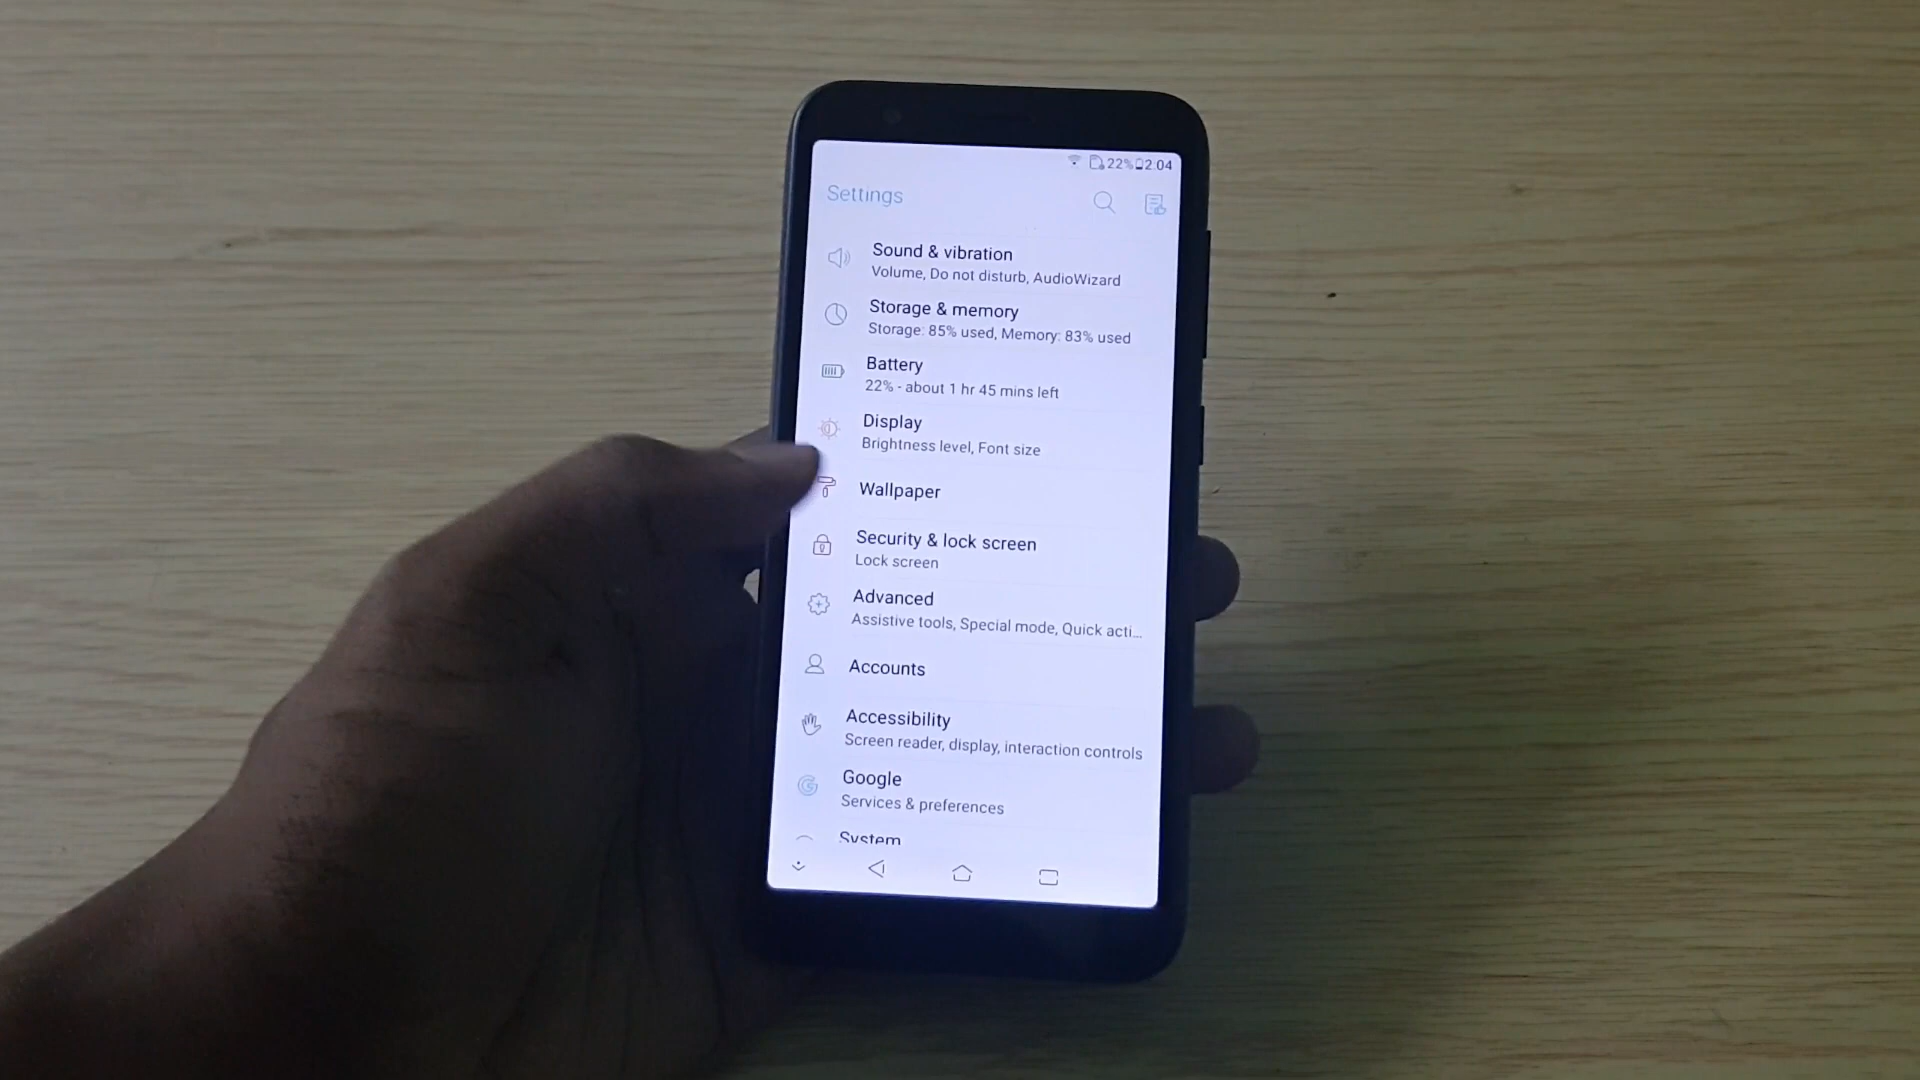 22% 2:04
Settings
Sound & vibration
Volume, Do not disturb, AudioWizard
Storage & memory
Storage: 85% used, Memory: 83% used
Battery
22% - about 1 hr 45 mins left
Display
Brightness level, Font size
Wallpaper
Security & lock screen
Lock screen
Advanced
Assistive tools, Special mode, Quick acti...
Accounts
Accessibility
Screen reader, display, interaction controls
Google
Services & preferences
System